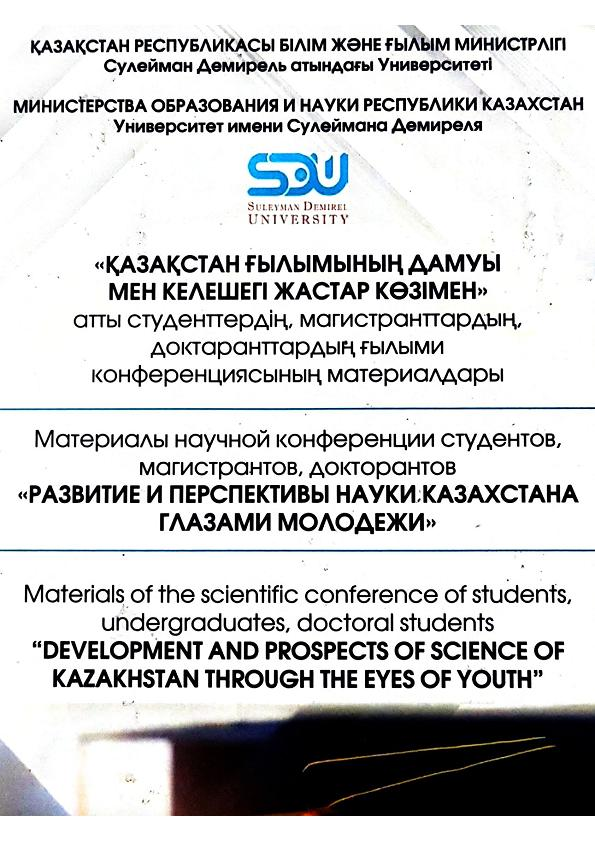 ҚАЗАҚСТАН РЕСПУБЛИКАСЫ БІЛІМ ЖӘНЕ ҒЫЛЫМ МИНИСТРЛІГІ
Сулейман Демирель атындағы Университеті
МИНИСТЕРСТВА ОБРАЗОВАНИЯ И НАУКИ РЕСПУБЛИКИ КАЗАХСТАН
Университет имени Сулеймана Демиреля
SDU
SULEYMAN DEMIREL
UNIVERSITY
«ҚАЗАҚСТАН ҒЫЛЫМЫНЫҢ ДАМУЫ
МЕН КЕЛЕШЕГІ ЖАСТАР КӨЗІМЕН»
атты студенттердің, магистранттардың,
доктаранттардың ғылыми
конференциясының материалдары
Материалы научной конференции студентов,
магистрантов, докторантов
«РАЗВИТИЕ И ПЕРСПЕКТИВЫ НАУКИ КАЗАХСТАНА
ГЛАЗАМИ МОЛОДЕЖИ»
Materials of the scientific conference of students,
undergraduates, doctoral students
“DEVELOPMENT AND PROSPECTS OF SCIENCE OF
KAZAKHSTAN THROUGH THE EYES OF YOUTH”